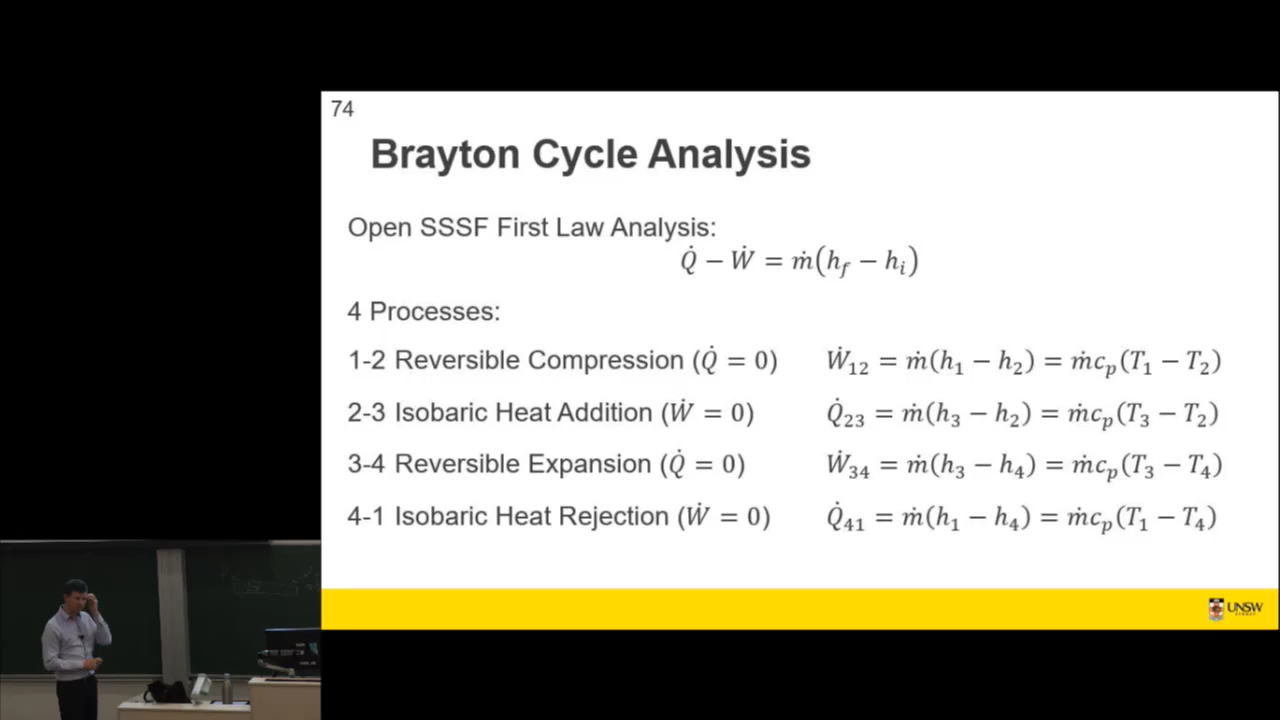 74
Brayton Cycle Analysis
Open SSSF First Law Analysis:
Q̇ − Ẇ = ṁ(h_f − h_i)
4 Processes:
1-2 Reversible Compression (Q̇ = 0) Ẇ₁₂ = ṁ(h₁ − h₂) = ṁc_p(T₁ − T₂)
2-3 Isobaric Heat Addition (Ẇ = 0) Q̇₂₃ = ṁ(h₃ − h₂) = ṁc_p(T₃ − T₂)
3-4 Reversible Expansion (Q̇ = 0) Ẇ₃₄ = ṁ(h₃ − h₄) = ṁc_p(T₃ − T₄)
4-1 Isobaric Heat Rejection (Ẇ = 0) Q̇₄₁ = ṁ(h₁ − h₄) = ṁc_p(T₁ − T₄)
UNSW